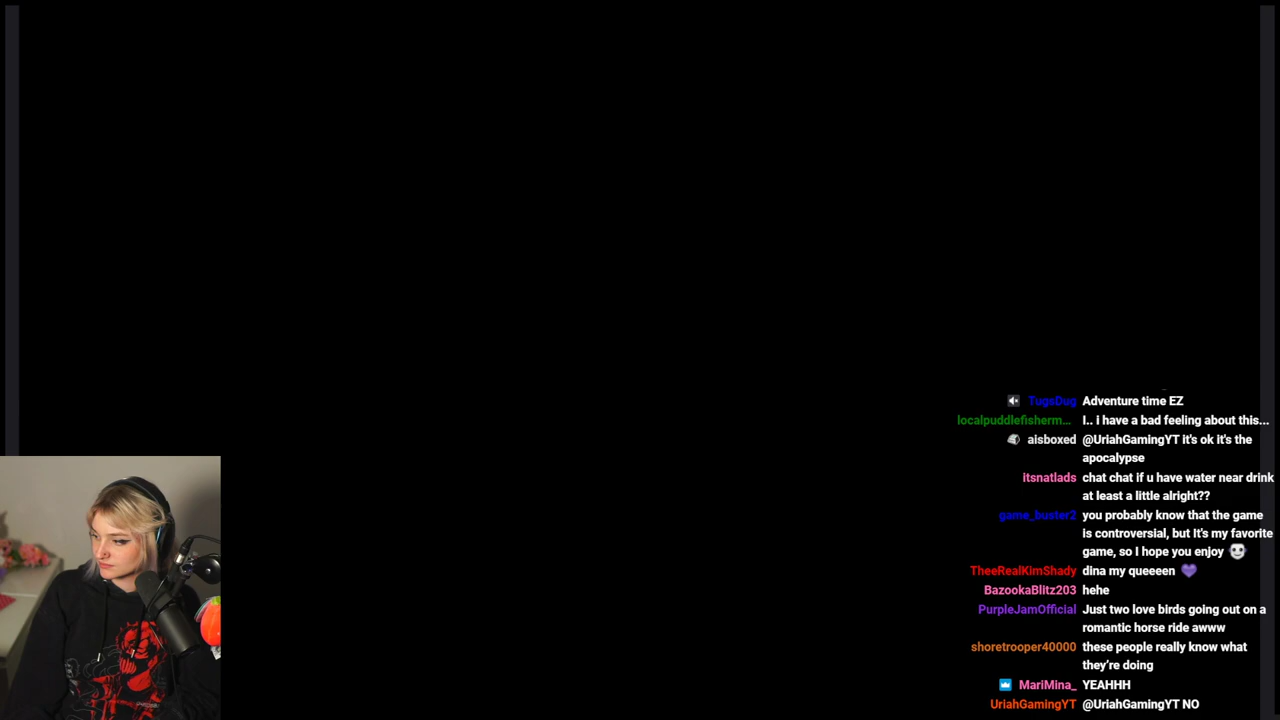 TugsDug Adventure time EZ
localpuddlefisherm... I.. i have a bad feeling about this...
aisboxed @UriahGamingYT it's ok it's the
apocalypse
itsnatlads chat chat if u have water near drink
at least a little alright??
game_buster2 you probably know that the game
is controversial, but It's my favorite
game, so I hope you enjoy
TheeRealKimShady dina my queeeen
BazookaBlitz203 hehe
PurpleJamOfficial Just two love birds going out on a
romantic horse ride awww
shoretrooper40000 these people really know what
they're doing
MariMina_ YEAHHH
UriahGamingYT @UriahGamingYT NO